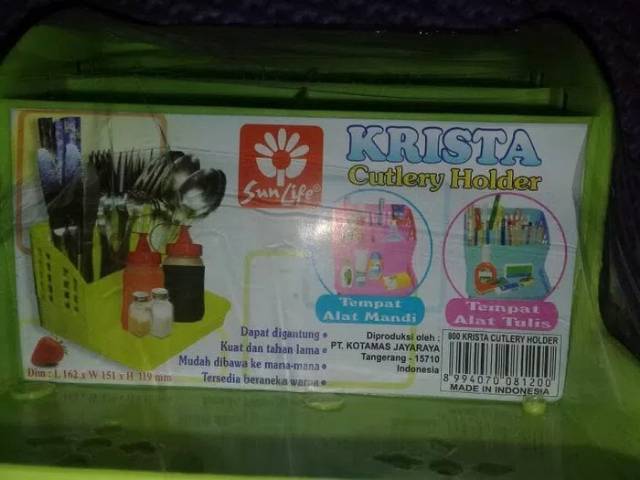 KRISTA
Cutlery Holder
Sun Life®
Tempat
Alat Mandi
Tempat
Alat Tulis
Dapat digantung •
Kuat dan tahan lama •
Mudah dibawa ke mana-mana •
Tersedia beraneka warna •
Dim : L 162 x W 151 x H 119 mm
Diproduksi oleh :
PT. KOTAMAS JAYARAYA
Tangerang - 15710
Indonesia
800 KRISTA CUTLERY HOLDER
8 994070 081200
MADE IN INDONESIA